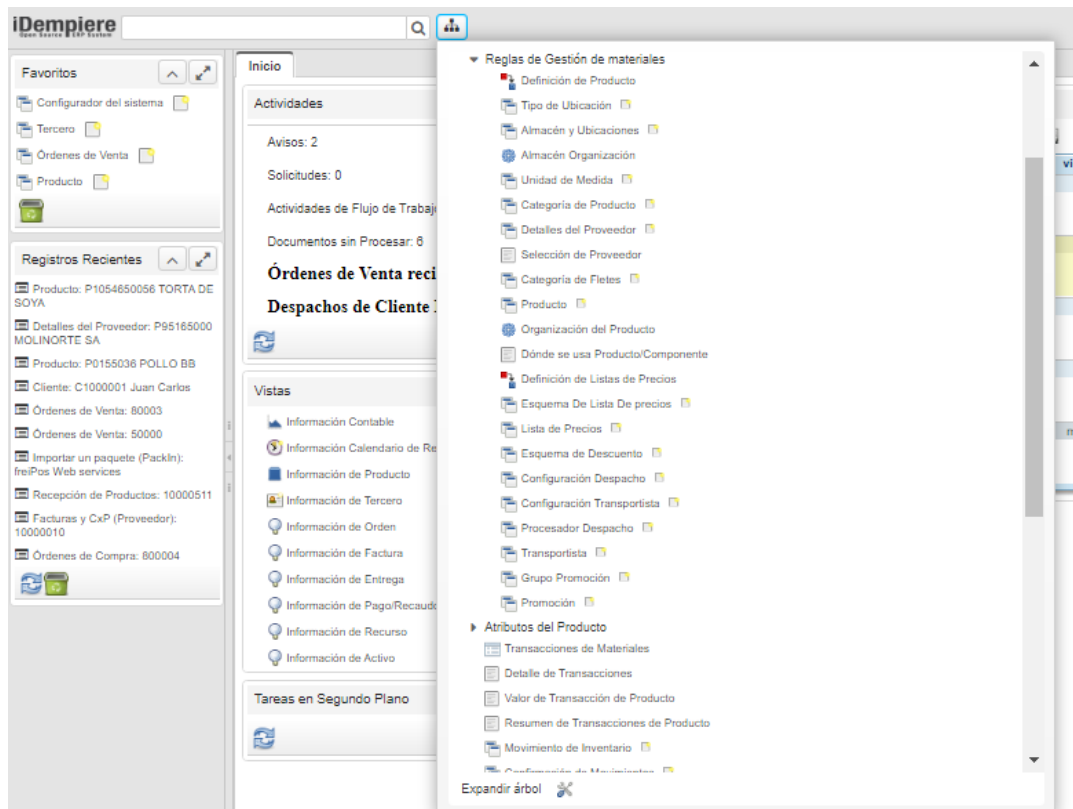 iDempiere
Open Source ERP System
Favoritos
Configurador del sistema
Tercero
Órdenes de Venta
Producto
Registros Recientes
Producto: P1054650056 TORTA DE
SOYA
Detalles del Proveedor: P95165000
MOLINORTE SA
Producto: P0155036 POLLO BB
Cliente: C1000001 Juan Carlos
Órdenes de Venta: 80003
Órdenes de Venta: 50000
Importar un paquete (PackIn):
freiPos Web services
Recepción de Productos: 10000511
Facturas y CxP (Proveedor):
10000010
Órdenes de Compra: 800004
Inicio
Actividades
Avisos: 2
Solicitudes: 0
Actividades de Flujo de Trabaj
Documentos sin Procesar: 6
Órdenes de Venta reci
Despachos de Cliente
Vistas
Información Contable
Información Calendario de Re
Información de Producto
Información de Tercero
Información de Orden
Información de Factura
Información de Entrega
Información de Pago/Recaudo
Información de Recurso
Información de Activo
Tareas en Segundo Plano
Reglas de Gestión de materiales
Definición de Producto
Tipo de Ubicación
Almacén y Ubicaciones
Almacén Organización
Unidad de Medida
Categoría de Producto
Detalles del Proveedor
Selección de Proveedor
Categoría de Fletes
Producto
Organización del Producto
Dónde se usa Producto/Componente
Definición de Listas de Precios
Esquema De Lista De precios
Lista de Precios
Esquema de Descuento
Configuración Despacho
Configuración Transportista
Procesador Despacho
Transportista
Grupo Promoción
Promoción
Atributos del Producto
Transacciones de Materiales
Detalle de Transacciones
Valor de Transacción de Producto
Resumen de Transacciones de Producto
Movimiento de Inventario
Confirmación de Movimientos
Expandir árbol
vi